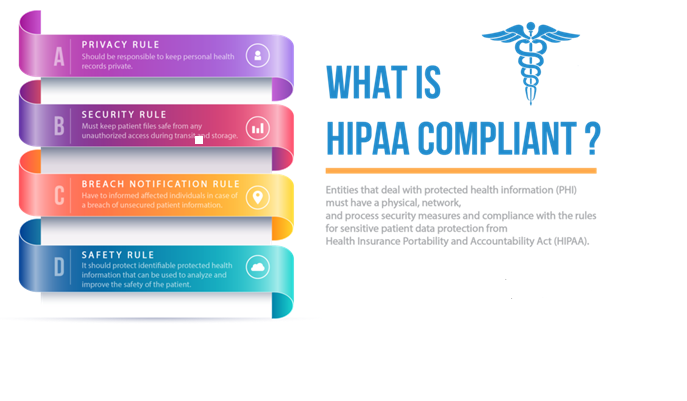 A
PRIVACY RULE
Should be responsible to keep personal health
records private.
B
SECURITY RULE
Must keep patient files safe from any
unauthorized access during transit and storage.
C
BREACH NOTIFICATION RULE
Have to informed affected individuals in case of
a breach of unsecured patient information.
D
SAFETY RULE
It should protect identifiable protected health
information that can be used to analyze and
improve the safety of the patient.
WHAT IS
HIPAA COMPLIANT ?
Entities that deal with protected health information (PHI)
must have a physical, network,
and process security measures and compliance with the rules
for sensitive patient data protection from
Health Insurance Portability and Accountability Act (HIPAA).